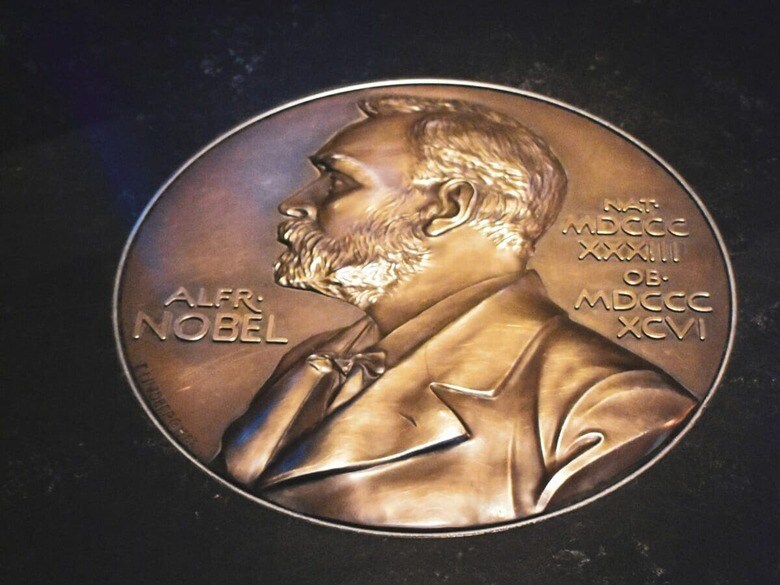 ALFR·
NOBEL
NAT·
MDCCC
XXXIII
OB·
MDCCC
XCVI